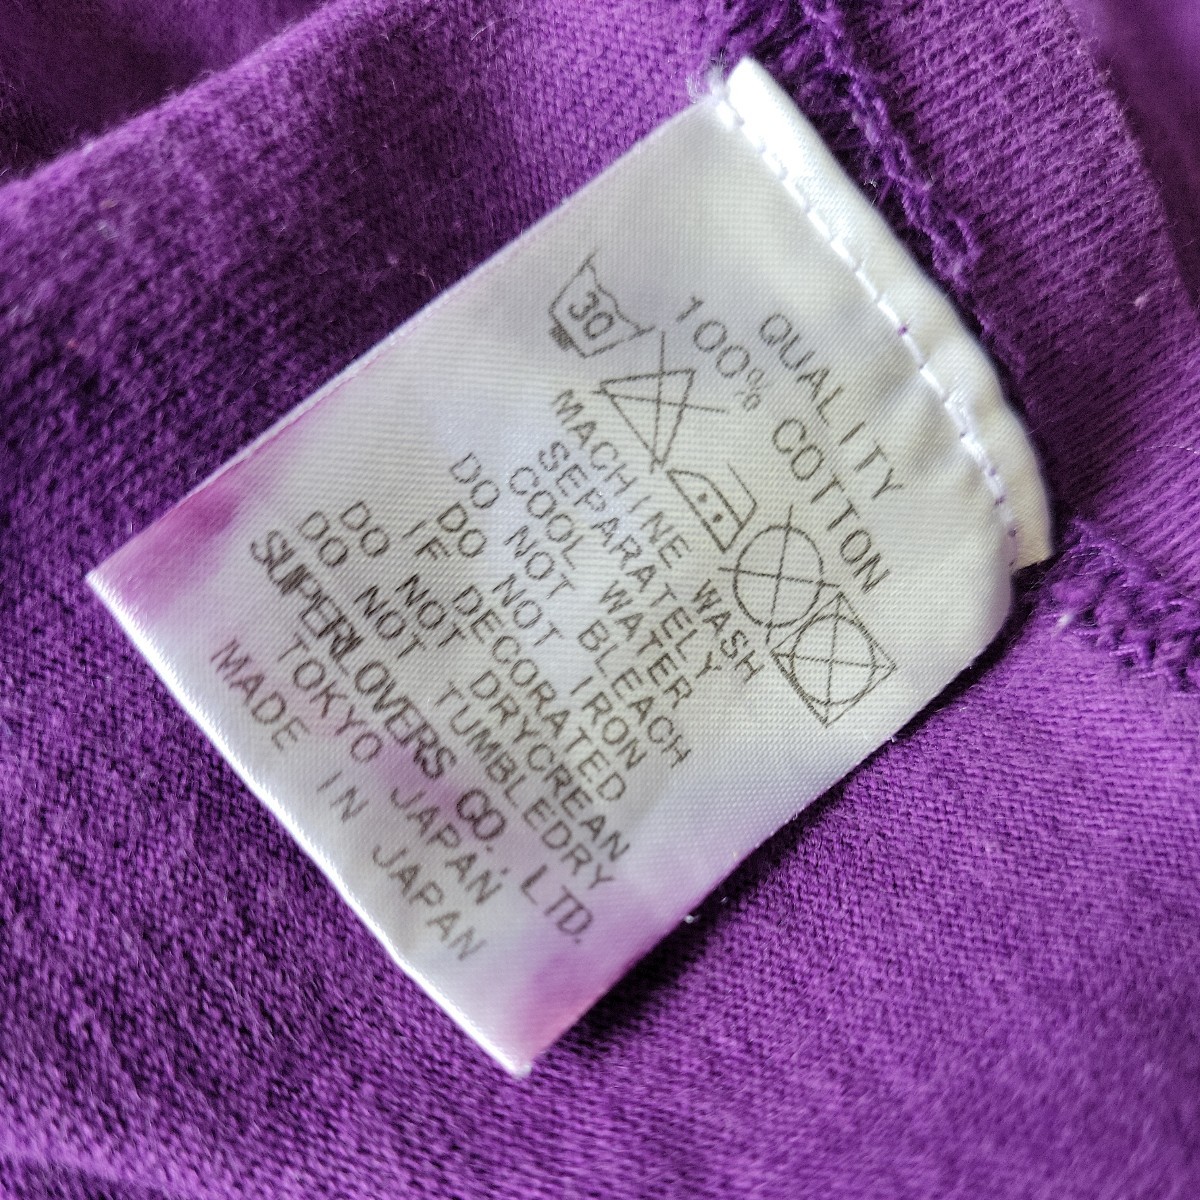 QUALITY
100% COTTON
30
MACHINE WASH
SEPARATELY
COOL WATER
DO NOT BLEACH
DO NOT IRON
IF DECORATED
DO NOT DRYCREAN
DO NOT TUMBLEDRY
SUPERLOVERS CO. LTD.
TOKYO JAPAN
MADE IN JAPAN